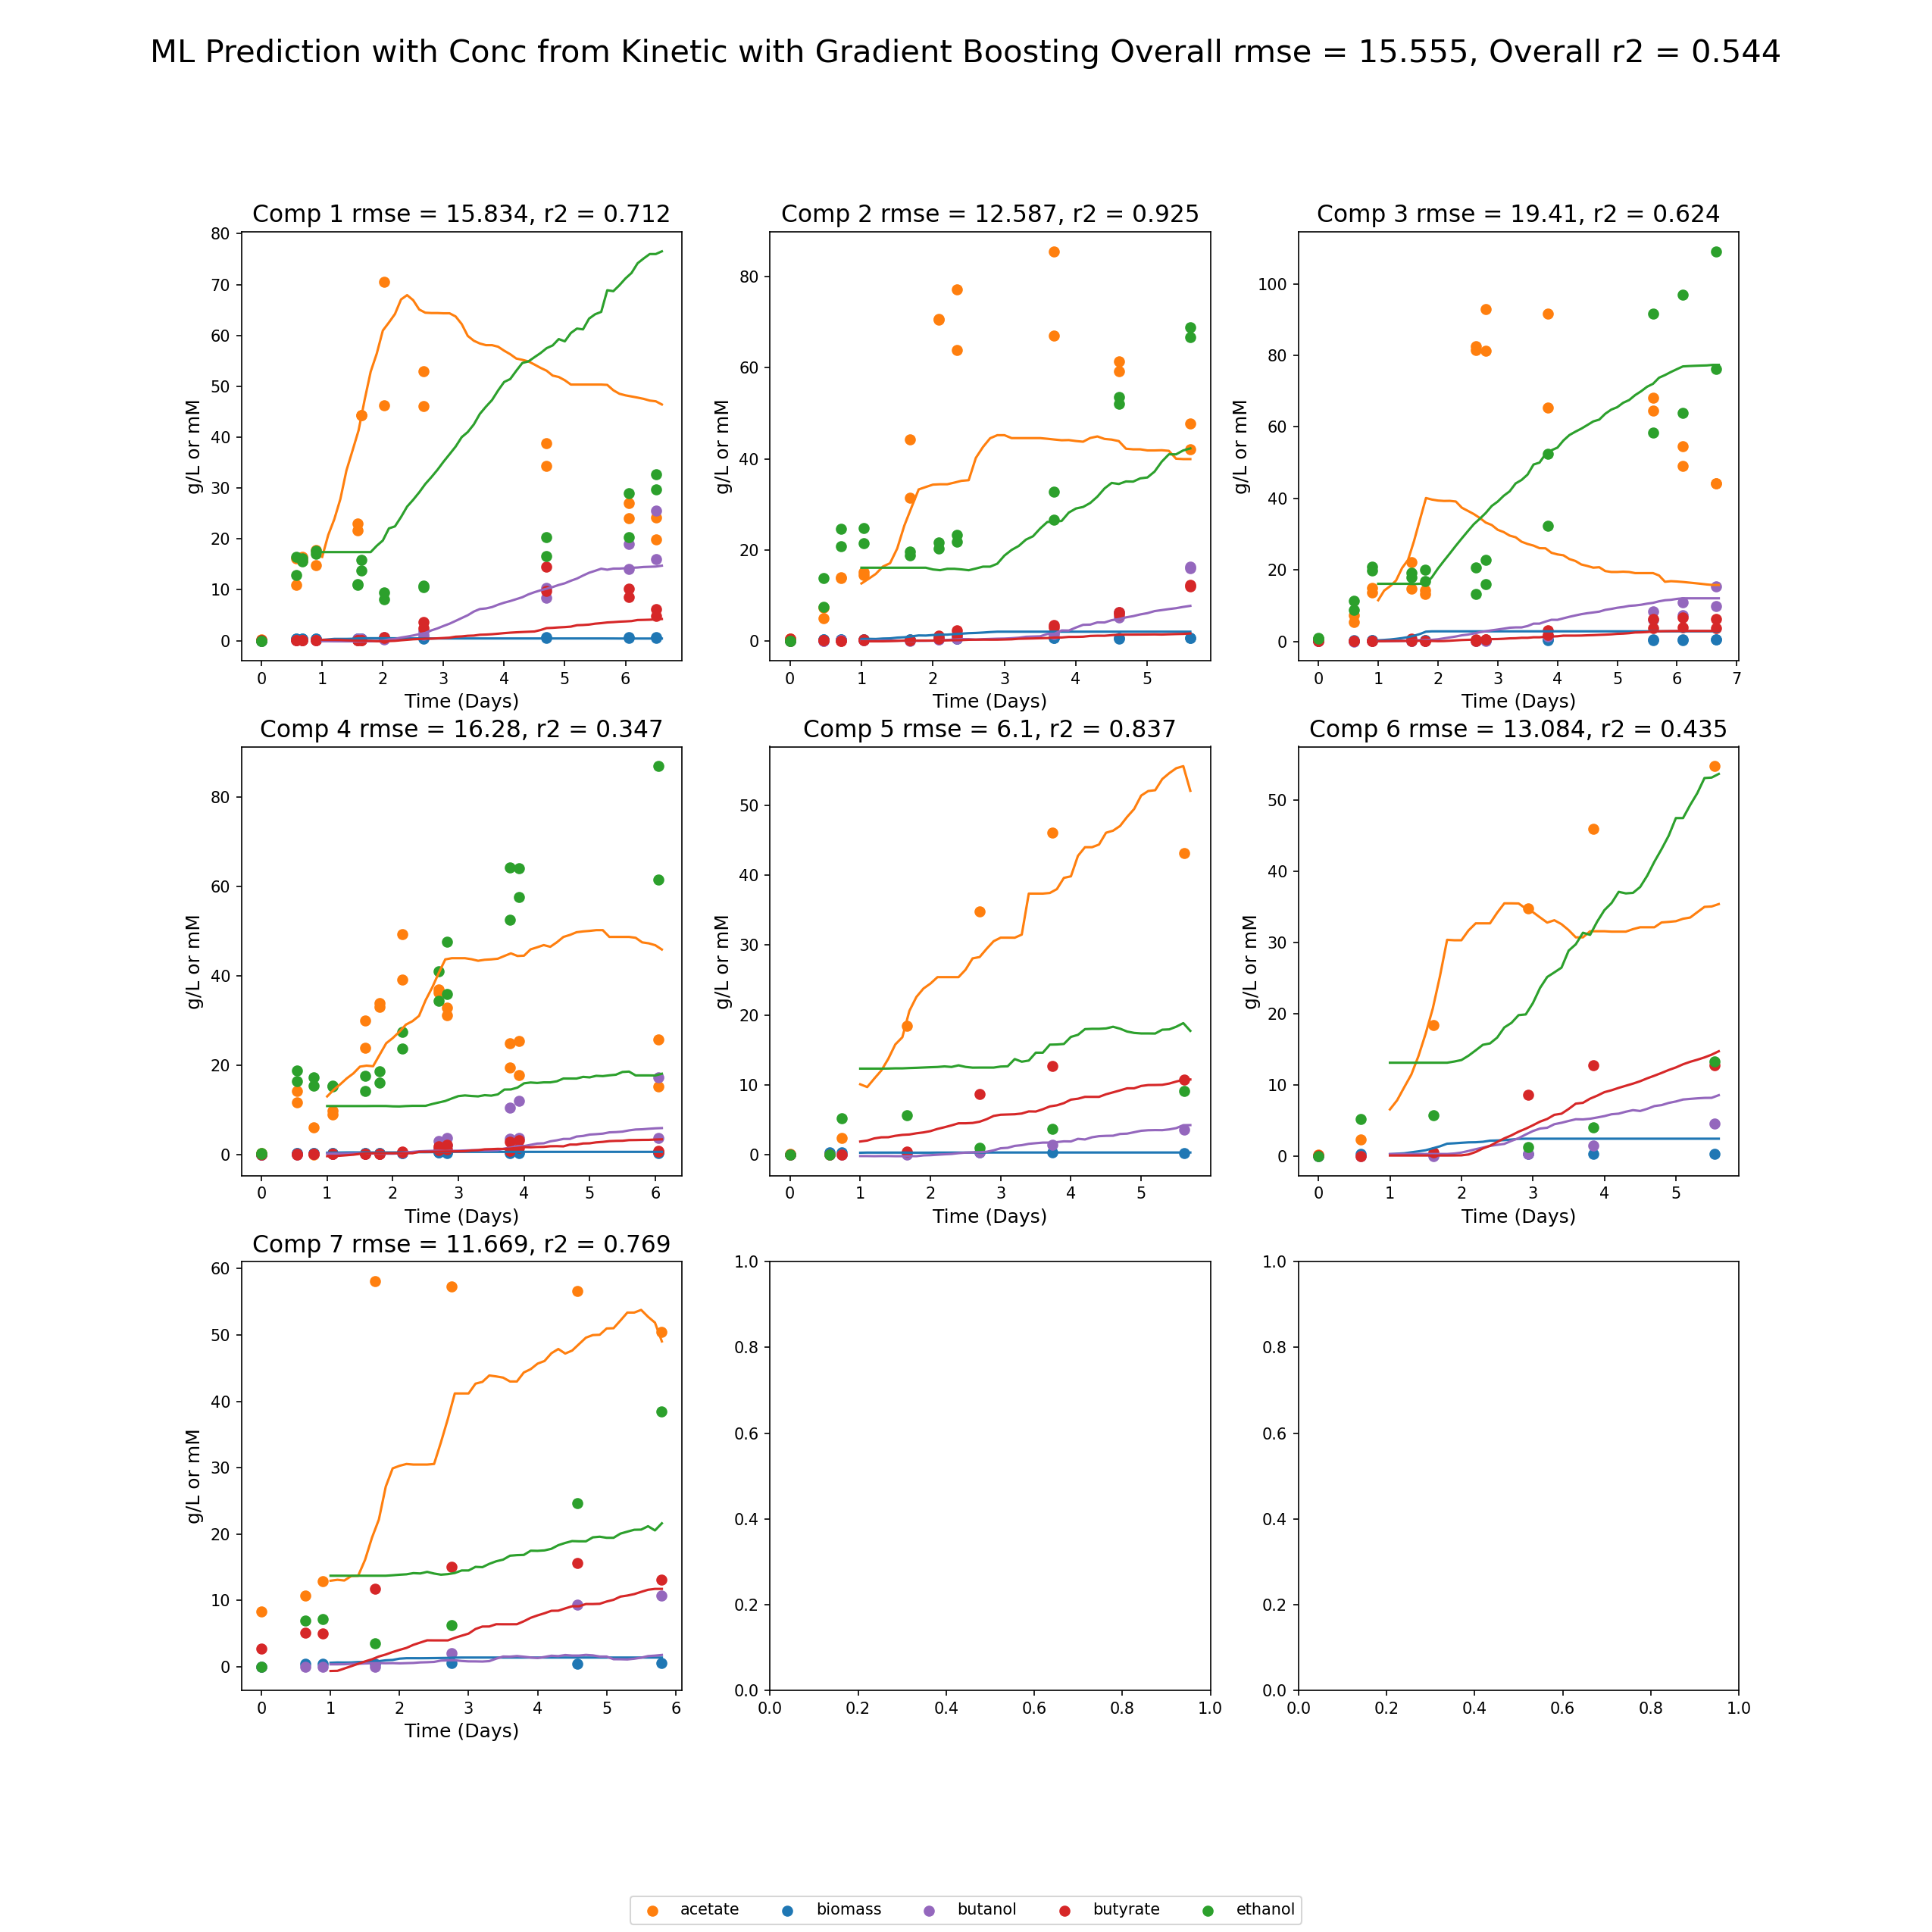 ML Prediction with Conc from Kinetic with Gradient Boosting Overall rmse = 15.555, Overall r2 = 0.544
Comp 1 rmse = 15.834, r2 = 0.712
80
70
60
50
40
30
20
10
0
g/L or mM
0 1 2 3 4 5 6
Time (Days)
Comp 2 rmse = 12.587, r2 = 0.925
80
60
40
20
0
g/L or mM
0 1 2 3 4 5
Time (Days)
Comp 3 rmse = 19.41, r2 = 0.624
100
80
60
40
20
0
g/L or mM
0 1 2 3 4 5 6 7
Time (Days)
Comp 4 rmse = 16.28, r2 = 0.347
80
60
40
20
0
g/L or mM
0 1 2 3 4 5 6
Time (Days)
Comp 5 rmse = 6.1, r2 = 0.837
50
40
30
20
10
0
g/L or mM
0 1 2 3 4 5
Time (Days)
Comp 6 rmse = 13.084, r2 = 0.435
50
40
30
20
10
0
g/L or mM
0 1 2 3 4 5
Time (Days)
Comp 7 rmse = 11.669, r2 = 0.769
60
50
40
30
20
10
0
g/L or mM
0 1 2 3 4 5 6
Time (Days)
1.0
0.8
0.6
0.4
0.2
0.0
0.0 0.2 0.4 0.6 0.8 1.0
1.0
0.8
0.6
0.4
0.2
0.0
0.0 0.2 0.4 0.6 0.8 1.0
acetate biomass butanol butyrate ethanol